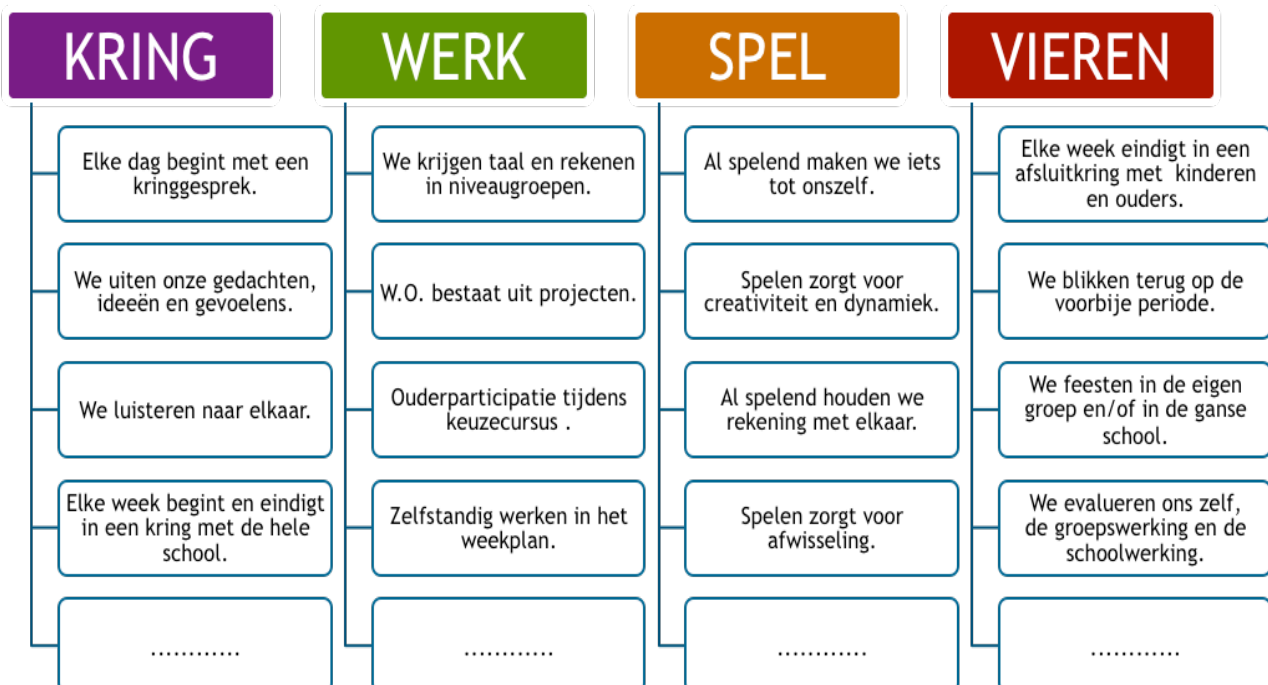 KRING
Elke dag begint met een
kringgesprek.
We uiten onze gedachten,
ideeën en gevoelens.
We luisteren naar elkaar.
Elke week begint en eindigt
in een kring met de hele
school.
............
WERK
We krijgen taal en rekenen
in niveaugroepen.
W.O. bestaat uit projecten.
Ouderparticipatie tijdens
keuzecursus .
Zelfstandig werken in het
weekplan.
............
SPEL
Al spelend maken we iets
tot onszelf.
Spelen zorgt voor
creativiteit en dynamiek.
Al spelend houden we
rekening met elkaar.
Spelen zorgt voor
afwisseling.
............
VIEREN
Elke week eindigt in een
afsluitkring met  kinderen
en ouders.
We blikken terug op de
voorbije periode.
We feesten in de eigen
groep en/of in de ganse
school.
We evalueren ons zelf,
de groepswerking en de
schoolwerking.
............